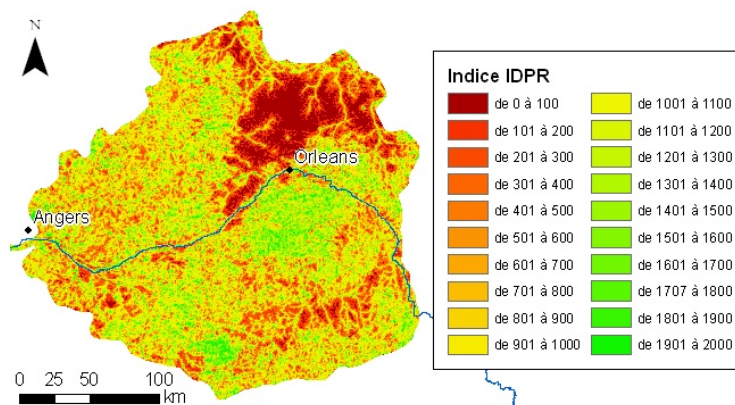 N
Orleans
Angers
0 25 50 100
km
Indice IDPR
de 0 à 100
de 101 à 200
de 201 à 300
de 301 à 400
de 401 à 500
de 501 à 600
de 601 à 700
de 701 à 800
de 801 à 900
de 901 à 1000
de 1001 à 1100
de 1101 à 1200
de 1201 à 1300
de 1301 à 1400
de 1401 à 1500
de 1501 à 1600
de 1601 à 1700
de 1707 à 1800
de 1801 à 1900
de 1901 à 2000